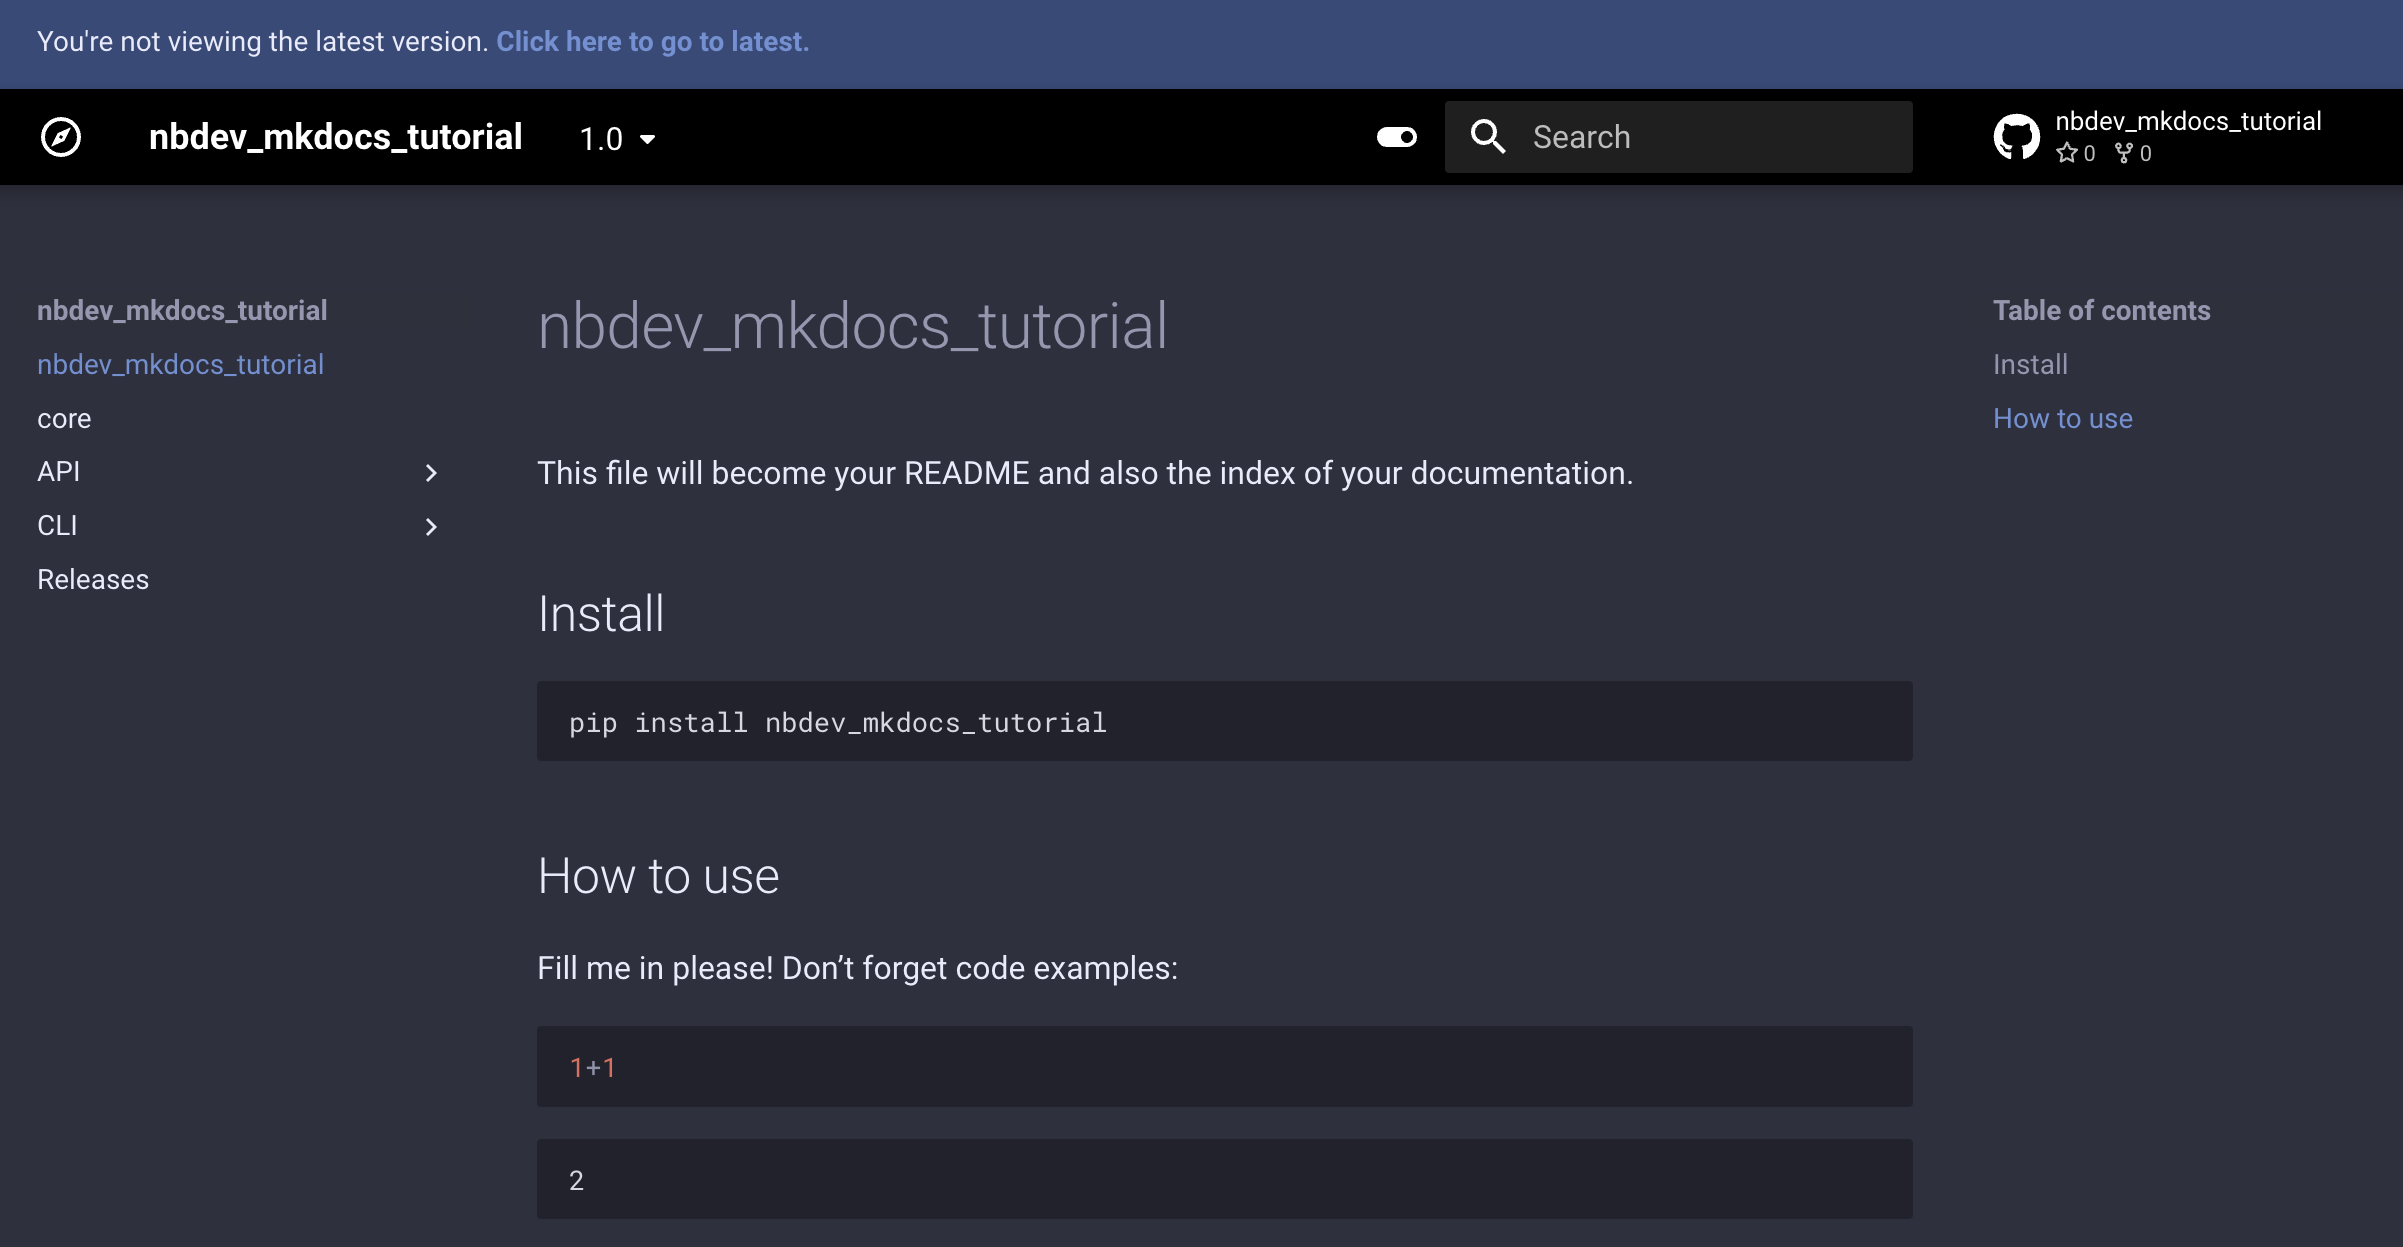 You're not viewing the latest version. Click here to go to latest.
nbdev_mkdocs_tutorial
1.0
Search
nbdev_mkdocs_tutorial
0 0
nbdev_mkdocs_tutorial
nbdev_mkdocs_tutorial
core
API
CLI
Releases
nbdev_mkdocs_tutorial
This file will become your README and also the index of your documentation.
Install
pip install nbdev_mkdocs_tutorial
How to use
Fill me in please! Don’t forget code examples:
1+1
2
Table of contents
Install
How to use